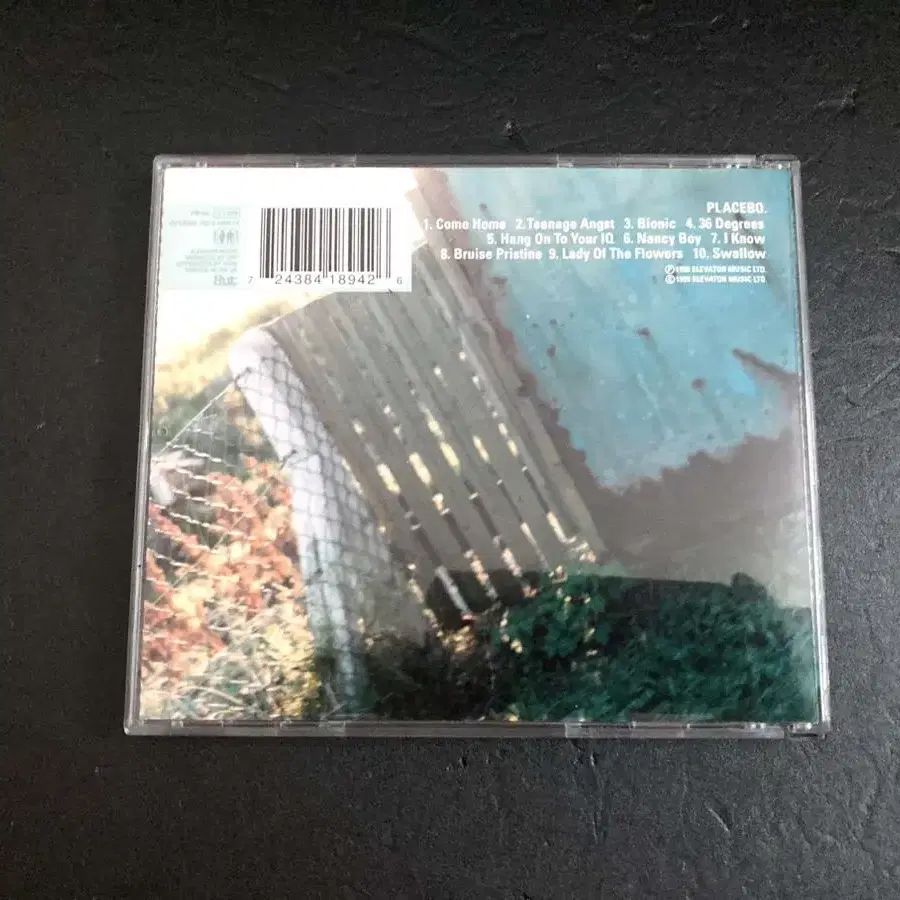 PLACEBO.
1. Come Home 2. Teenage Angst 3. Bionic 4. 36 Degrees
5. Hang On To Your IQ 6. Nancy Boy 7. I Know
8. Bruise Pristine 9. Lady Of The Flowers 10. Swallow
ELEVATOR MUSIC LTD.
ELEVATOR MUSIC LTD
7 24384 18942 6